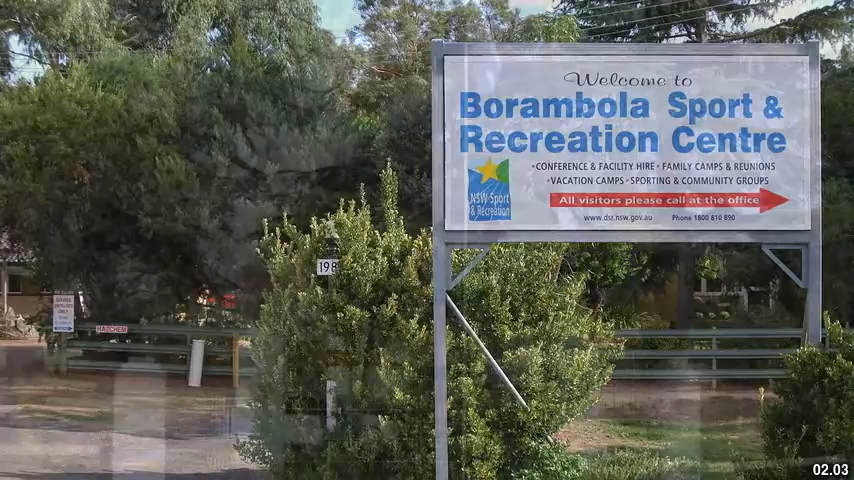 Welcome to
Borambola Sport &
Recreation Centre
•CONFERENCE & FACILITY HIRE • FAMILY CAMPS & REUNIONS
•VACATION CAMPS • SPORTING & COMMUNITY GROUPS
NSW Sport
& Recreation
All visitors please call at the office
www.dsr.nsw.gov.au Phone 1800 810 890
198
HAZCHEM
02.03